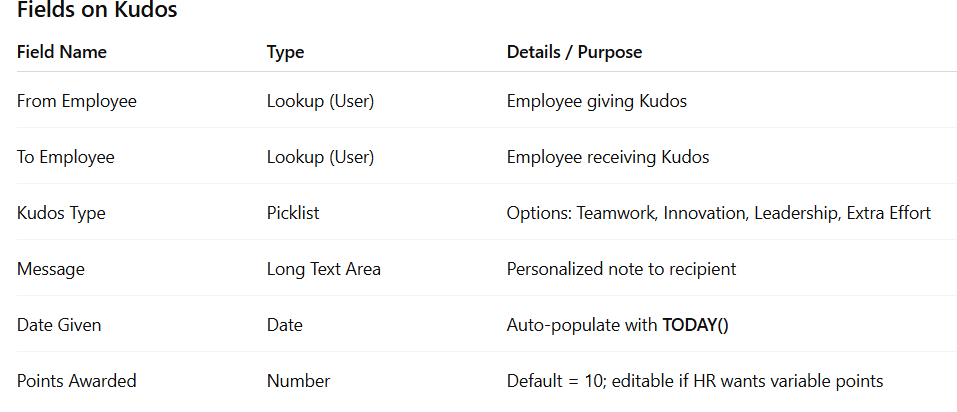 Fields on Kudos
Field Name Type Details / Purpose
From Employee Lookup (User) Employee giving Kudos
To Employee Lookup (User) Employee receiving Kudos
Kudos Type Picklist Options: Teamwork, Innovation, Leadership, Extra Effort
Message Long Text Area Personalized note to recipient
Date Given Date Auto-populate with TODAY()
Points Awarded Number Default = 10; editable if HR wants variable points